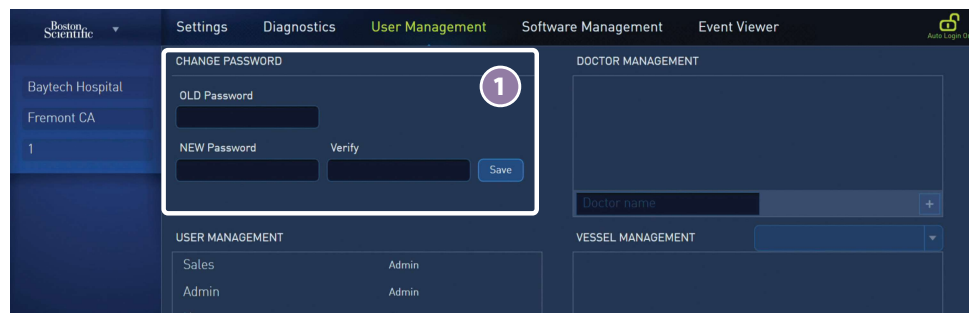 Boston
Scientific
Settings Diagnostics User Management Software Management Event Viewer
Auto Login On
Baytech Hospital
Fremont CA
1
CHANGE PASSWORD
1
OLD Password
NEW Password Verify
Save
DOCTOR MANAGEMENT
Doctor name +
USER MANAGEMENT
Sales Admin
Admin Admin
VESSEL MANAGEMENT